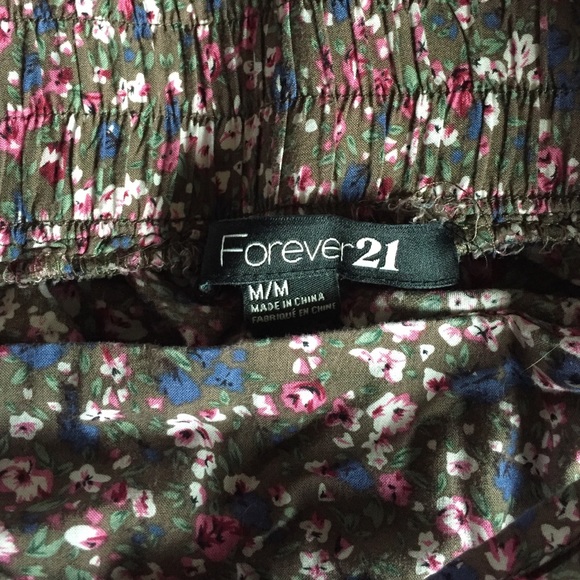 Forever21
M/M
MADE IN CHINA
FABRIQUÉ EN CHINE